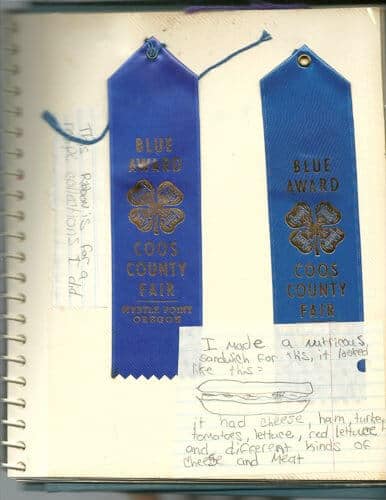 This Ribbon is for a
I did
BLUE
AWARD
COOS
COUNTY
FAIR
MYRTLE POINT
OREGON
BLUE
AWARD
COOS
COUNTY
FAIR
I made a nutricous,
sandwich for this, it looked
like this:
it had cheese, ham, turkey,
tomatoes, lettuce, red lettuce
and different kinds of
cheese and meat